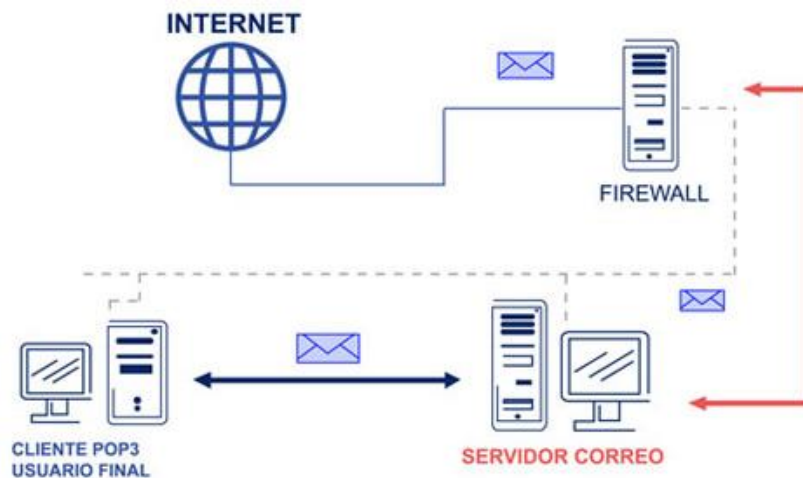 INTERNET
FIREWALL
CLIENTE POP3
USUARIO FINAL
SERVIDOR CORREO